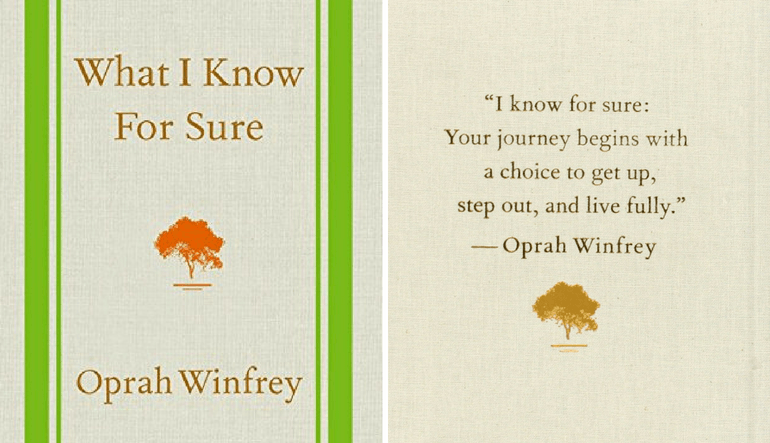 What I Know
For Sure
Oprah Winfrey
“I know for sure:
Your journey begins with
a choice to get up,
step out, and live fully.”
— Oprah Winfrey